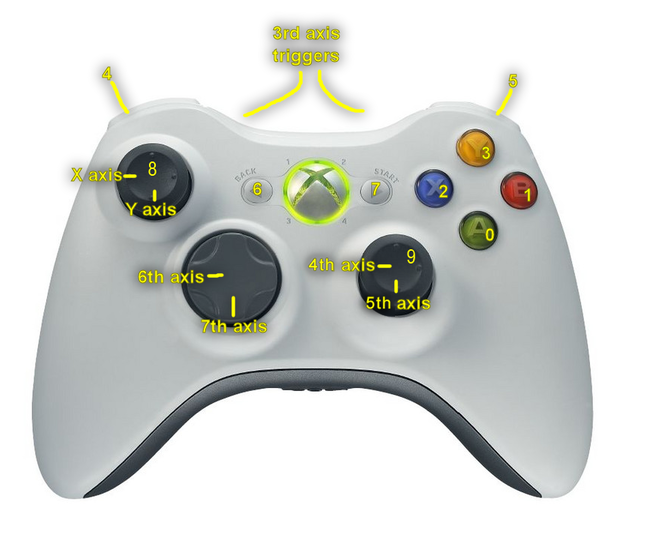 3rd axis
triggers
4
5
1
2
3
4
BACK
START
X axis
8
Y axis
6
7
Y
3
X
2
B
1
A
0
6th axis
7th axis
4th axis
9
5th axis